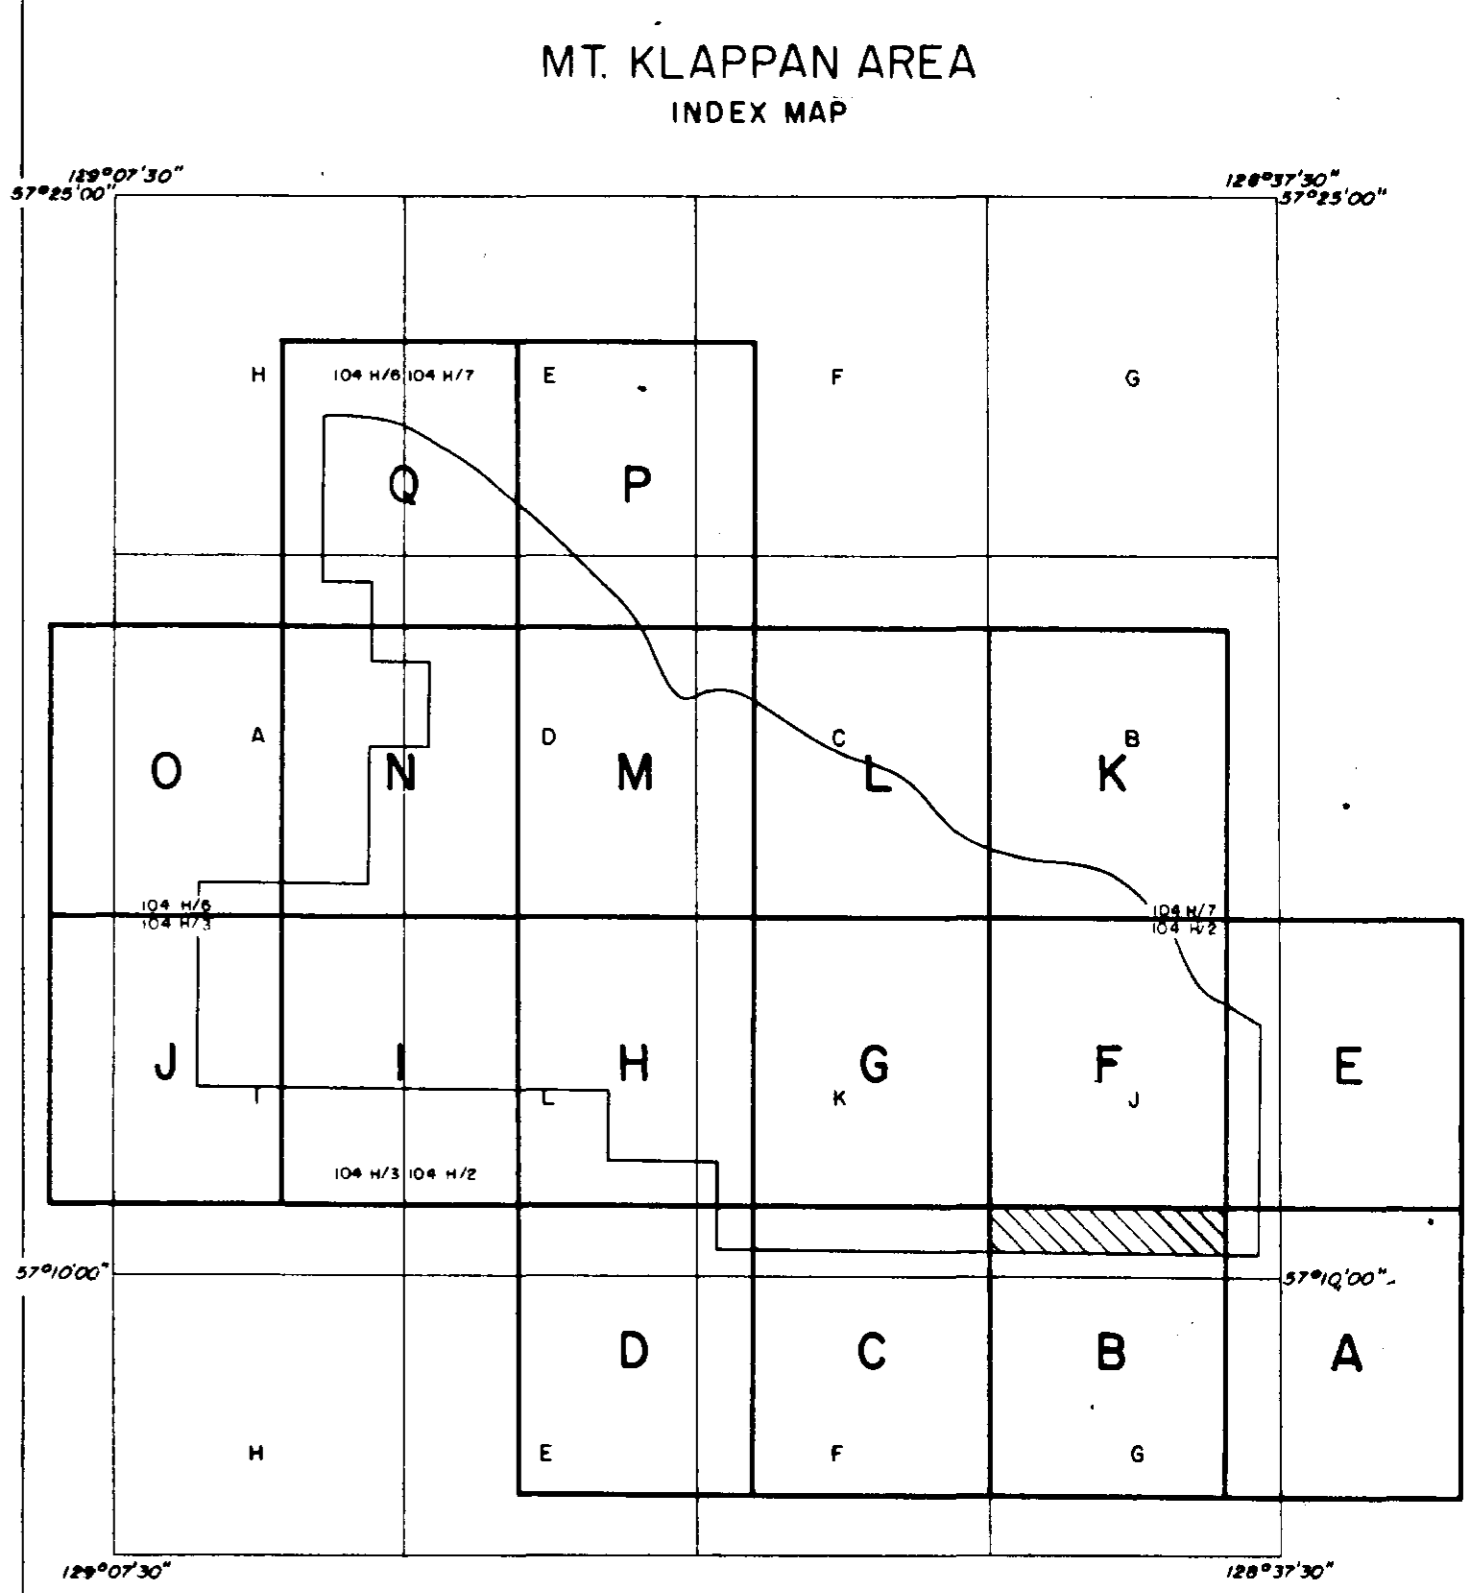 MT. KLAPPAN AREA
INDEX MAP
129°07'30" 128°37'30"
57°25'00" 57°25'00"
H 104 H/6 104 H/7 E F G
Q P
A D C B
O N M L K
104 H/6 104 H/7
104 H/3 104 H/2
J I H G F E
I L K J
104 H/3 104 H/2
57°10'00" 57°10'00"
D C B A
H E F G
129°07'30" 128°37'30"